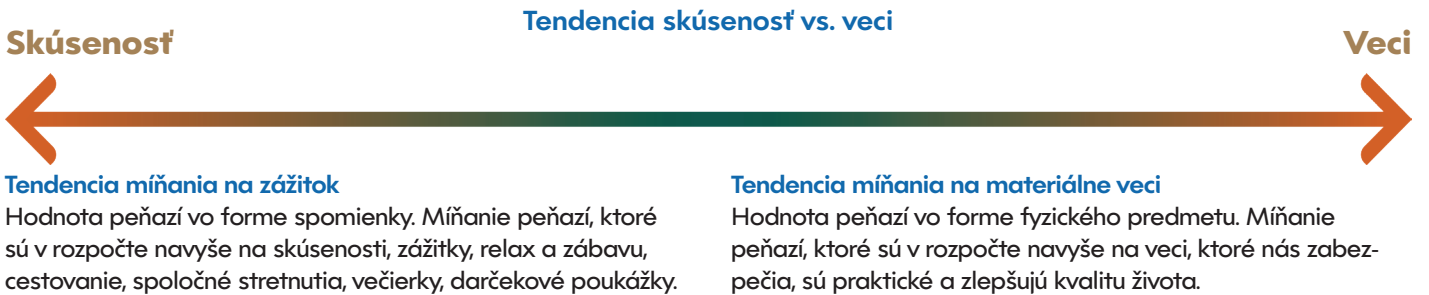 Tendencia skúsenosť vs. veci
Skúsenosť
Veci
Tendencia míňania na zážitok
Hodnota peňazí vo forme spomienky. Míňanie peňazí, ktoré
sú v rozpočte navyše na skúsenosti, zážitky, relax a zábavu,
cestovanie, spoločné stretnutia, večierky, darčekové poukážky.
Tendencia míňania na materiálne veci
Hodnota peňazí vo forme fyzického predmetu. Míňanie
peňazí, ktoré sú v rozpočte navyše na veci, ktoré nás zabez-
pečia, sú praktické a zlepšujú kvalitu života.